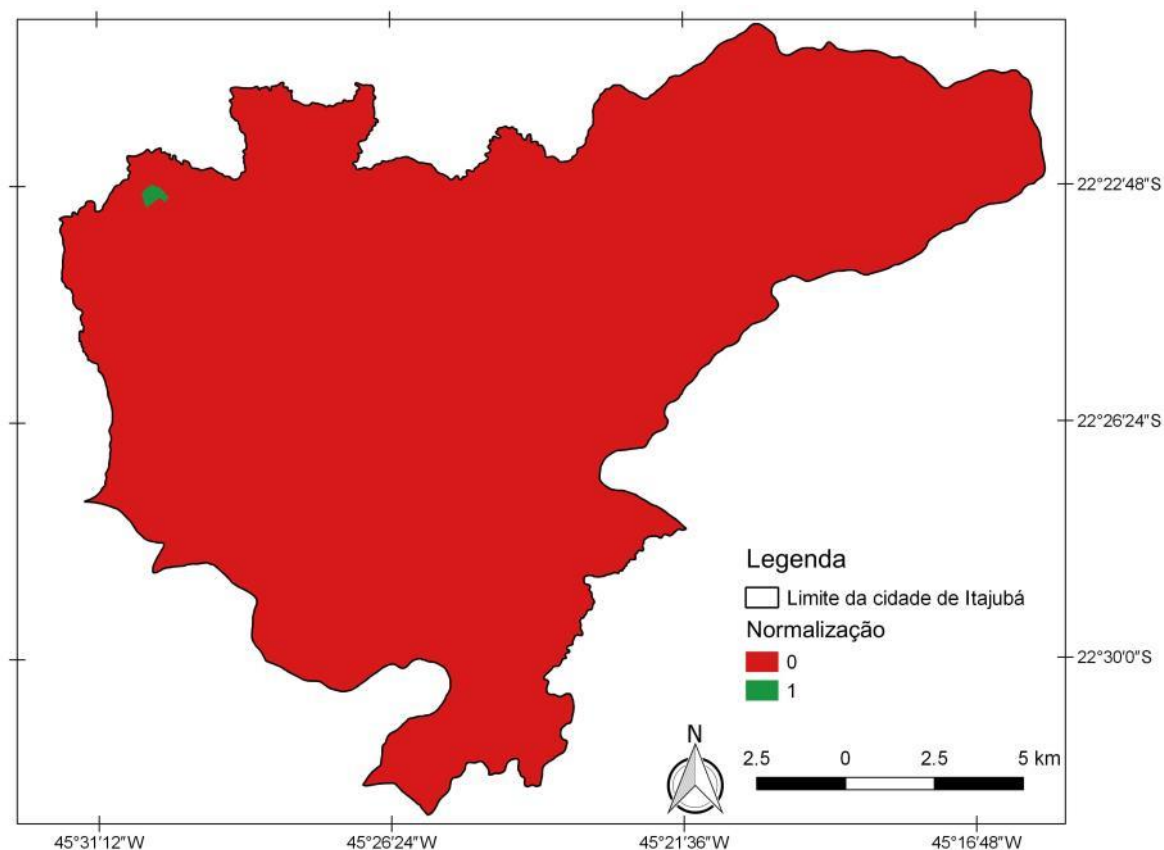 22°22'48"S
22°26'24"S
Legenda
Limite da cidade de Itajubá
Normalização
0
1
22°30'0"S
N
2.5 0 2.5 5 km
45°31'12"W 45°26'24"W 45°21'36"W 45°16'48"W